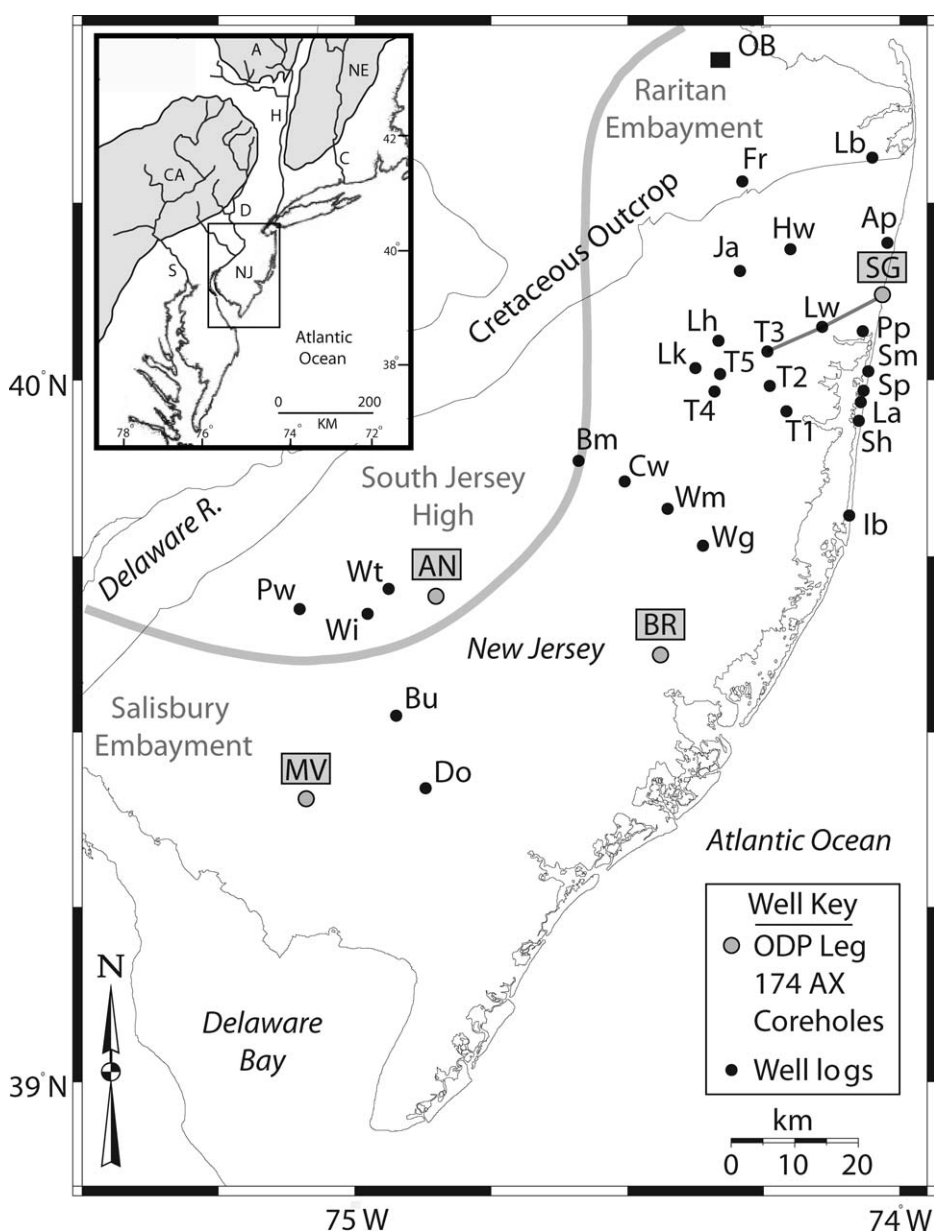 A
NE
H
42
CA
C
D
40
S
NJ
Atlantic
Ocean
38
0 200
KM
78 76 74 72
OB
Raritan
Embayment
Lb
Fr
Cretaceous Outcrop
Hw
Ap
Ja
SG
Lw
Lh
T3
Pp
Lk
T5
Sm
T2
Sp
40°N
T4
T1
La
Sh
Bm
Cw
South Jersey
High
Wm
Ib
Delaware R.
Wg
AN
Wt
Pw
Wi
BR
New Jersey
Bu
Salisbury
Embayment
MV
Do
Atlantic Ocean
Well Key
ODP Leg
174 AX
Coreholes
Well logs
N
Delaware
Bay
39°N
km
0 10 20
75°W 74°W